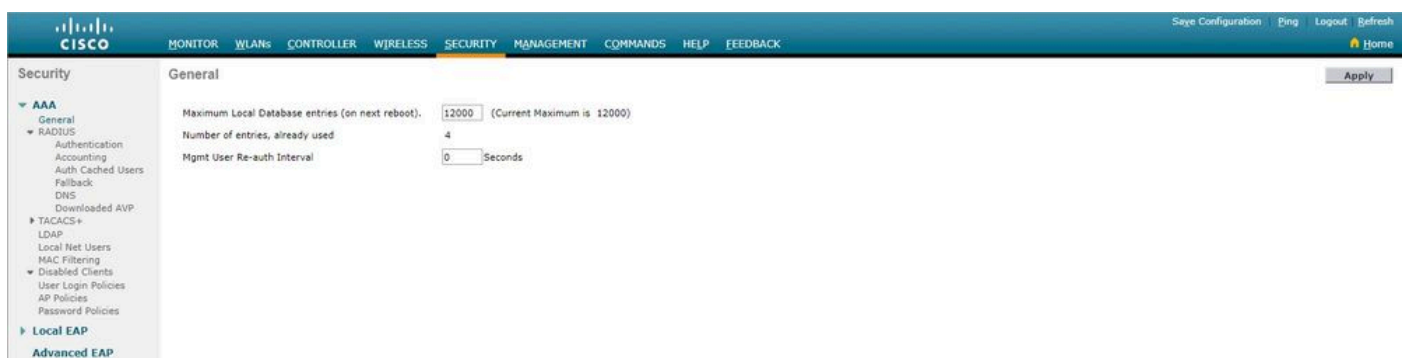 Save Configuration Ping Logout Refresh
CISCO MONITOR WLANs CONTROLLER WIRELESS SECURITY MANAGEMENT COMMANDS HELP FEEDBACK Home
Security
AAA
General
RADIUS
Authentication
Accounting
Auth Cached Users
Fallback
DNS
Downloaded AVP
TACACS+
LDAP
Local Net Users
MAC Filtering
Disabled Clients
User Login Policies
AP Policies
Password Policies
Local EAP
Advanced EAP
General
Apply
Maximum Local Database entries (on next reboot). 12000 (Current Maximum is 12000)
Number of entries, already used 4
Mgmt User Re-auth Interval 0 Seconds